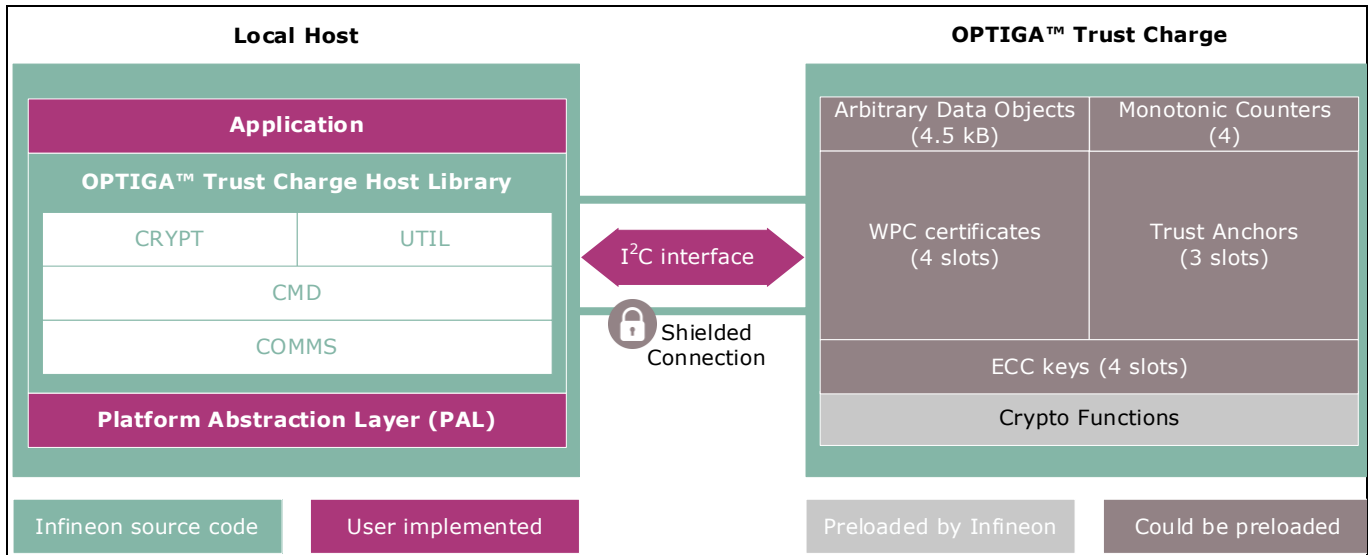 Local Host
OPTIGA™ Trust Charge
Application
OPTIGA™ Trust Charge Host Library
CRYPT
UTIL
CMD
COMMS
Platform Abstraction Layer (PAL)
I²C interface
Shielded
Connection
Arbitrary Data Objects
(4.5 kB)
Monotonic Counters
(4)
WPC certificates
(4 slots)
Trust Anchors
(3 slots)
ECC keys (4 slots)
Crypto Functions
Infineon source code
User implemented
Preloaded by Infineon
Could be preloaded